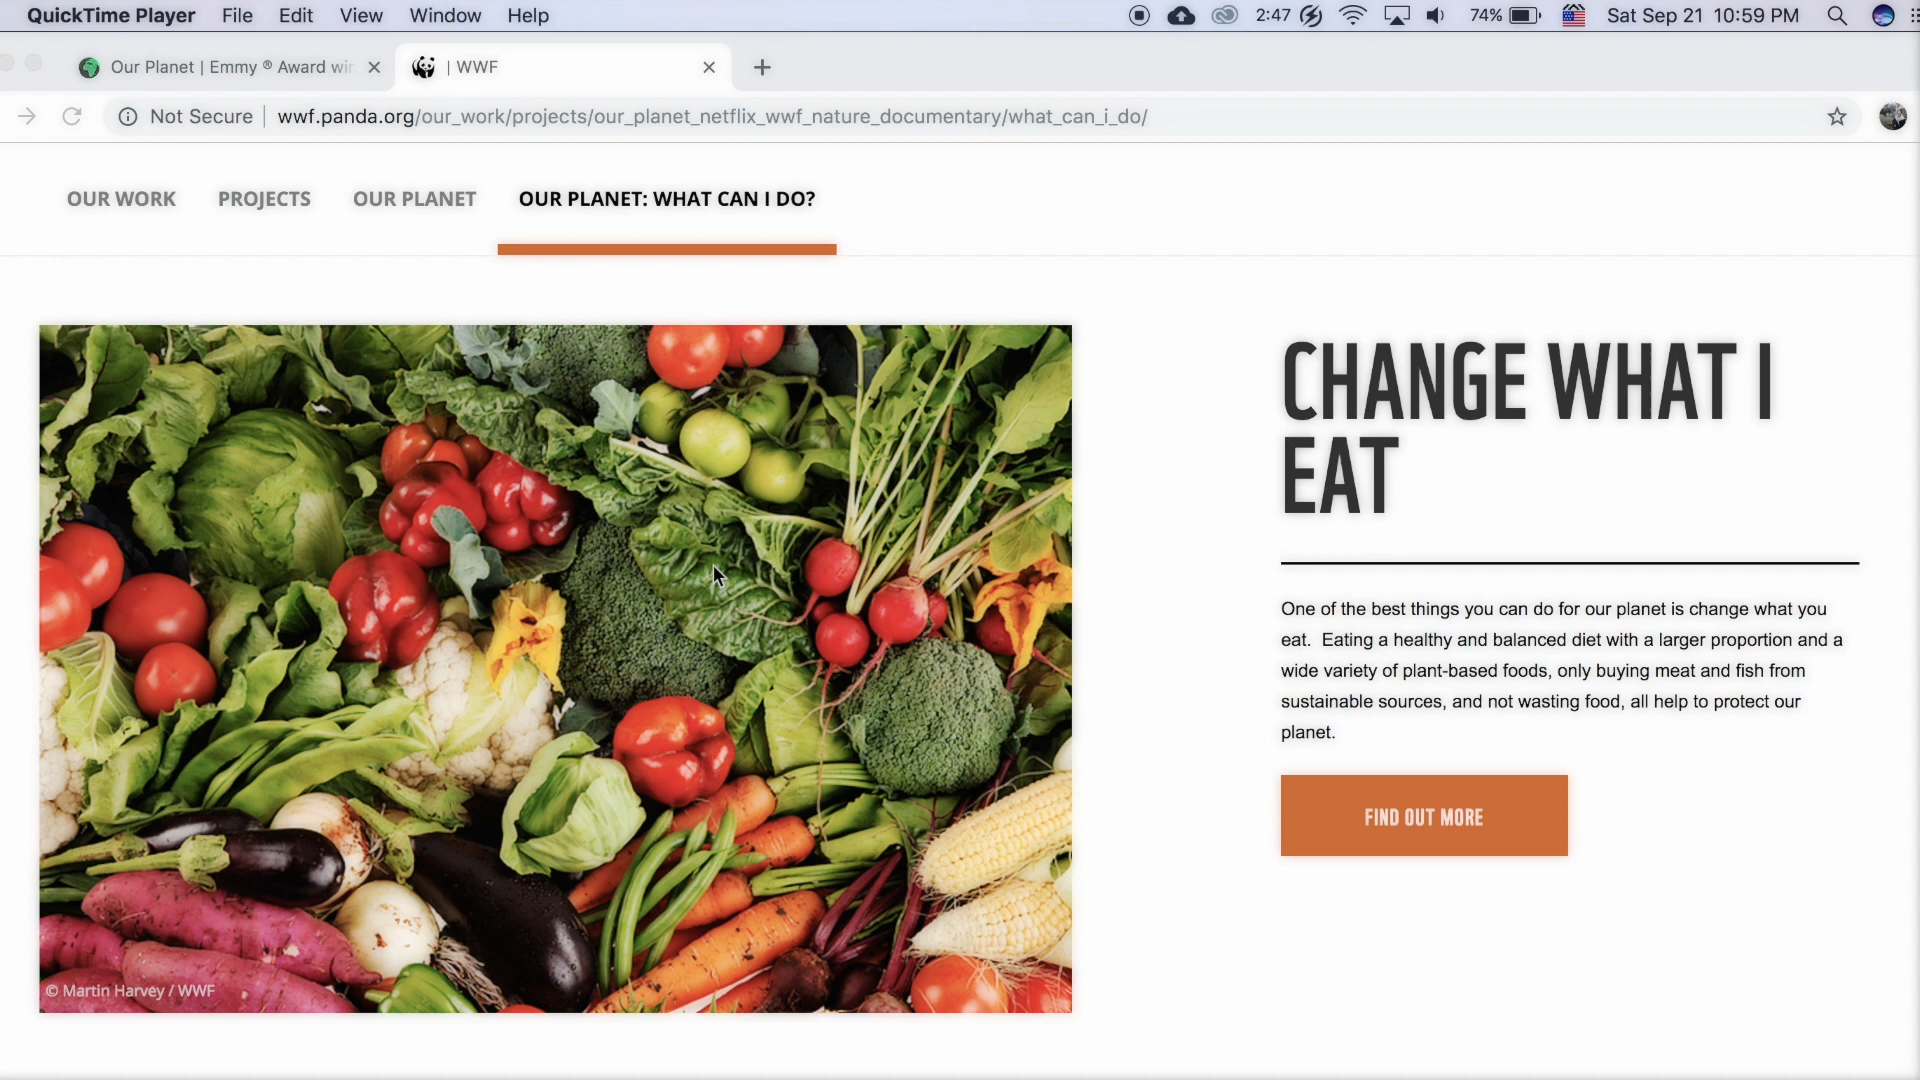 QuickTime Player File Edit View Window Help 2:47 74% Sat Sep 21 10:59 PM
Our Planet | Emmy ® Award win | WWF
Not Secure wwf.panda.org/our_work/projects/our_planet_netflix_wwf_nature_documentary/what_can_i_do/
OUR WORK PROJECTS OUR PLANET OUR PLANET: WHAT CAN I DO?
CHANGE WHAT I
EAT
One of the best things you can do for our planet is change what you
eat. Eating a healthy and balanced diet with a larger proportion and a
wide variety of plant-based foods, only buying meat and fish from
sustainable sources, and not wasting food, all help to protect our
planet.
FIND OUT MORE
© Martin Harvey / WWF